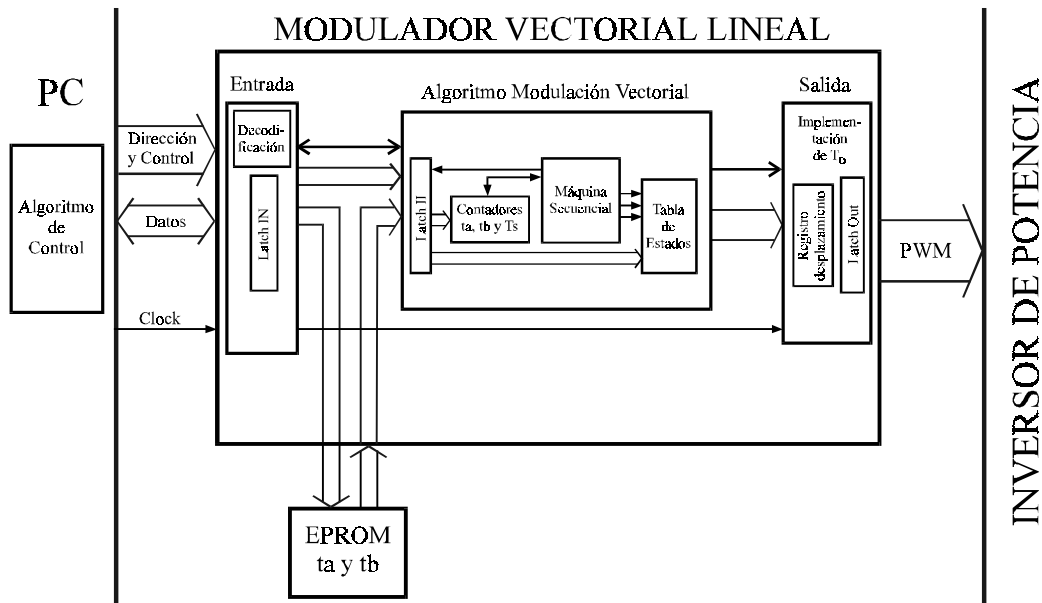 MODULADOR VECTORIAL LINEAL
PC
Algoritmo
de
Control
Dirección
y Control
Datos
Clock
Entrada
Decodi-
ficación
Latch IN
Algoritmo Modulación Vectorial
Latch II
Contadores
ta, tb y Ts
Máquina
Secuencial
Tabla
de
Estados
Salida
Implemen-
tación
de TD
Registro
desplazamiento
Latch Out
PWM
INVERSOR DE POTENCIA
EPROM
ta y tb